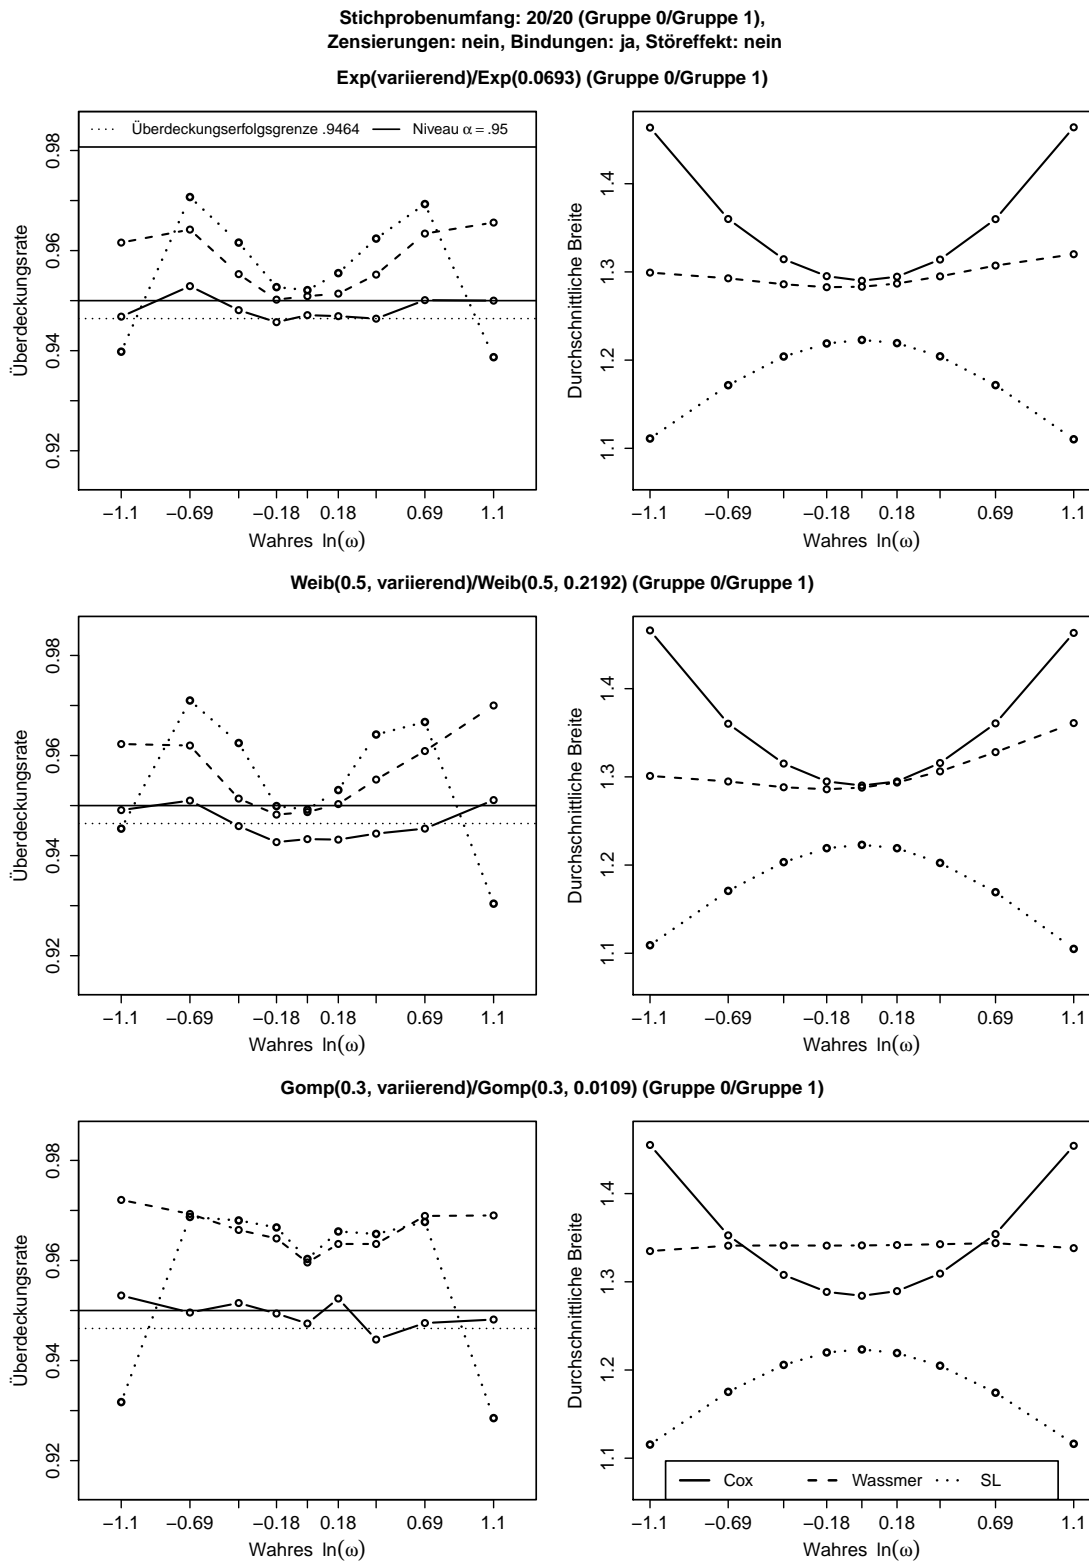 Stichprobenumfang: 20/20 (Gruppe 0/Gruppe 1),
Zensierungen: nein, Bindungen: ja, Störeffekt: nein
Exp(variierend)/Exp(0.0693) (Gruppe 0/Gruppe 1)
Überdeckungserfolgsgrenze .9464 Niveau α = .95
Überdeckungsrate
0.98
0.96
0.94
0.92
−1.1 −0.69 −0.18 0.18 0.69 1.1
Wahres ln(ω)
Durchschnittliche Breite
1.4
1.3
1.2
1.1
−1.1 −0.69 −0.18 0.18 0.69 1.1
Wahres ln(ω)
Weib(0.5, variierend)/Weib(0.5, 0.2192) (Gruppe 0/Gruppe 1)
Überdeckungsrate
0.98
0.96
0.94
0.92
−1.1 −0.69 −0.18 0.18 0.69 1.1
Wahres ln(ω)
Durchschnittliche Breite
1.4
1.3
1.2
1.1
−1.1 −0.69 −0.18 0.18 0.69 1.1
Wahres ln(ω)
Gomp(0.3, variierend)/Gomp(0.3, 0.0109) (Gruppe 0/Gruppe 1)
Überdeckungsrate
0.98
0.96
0.94
0.92
−1.1 −0.69 −0.18 0.18 0.69 1.1
Wahres ln(ω)
Durchschnittliche Breite
1.4
1.3
1.2
1.1
Cox Wassmer SL
−1.1 −0.69 −0.18 0.18 0.69 1.1
Wahres ln(ω)